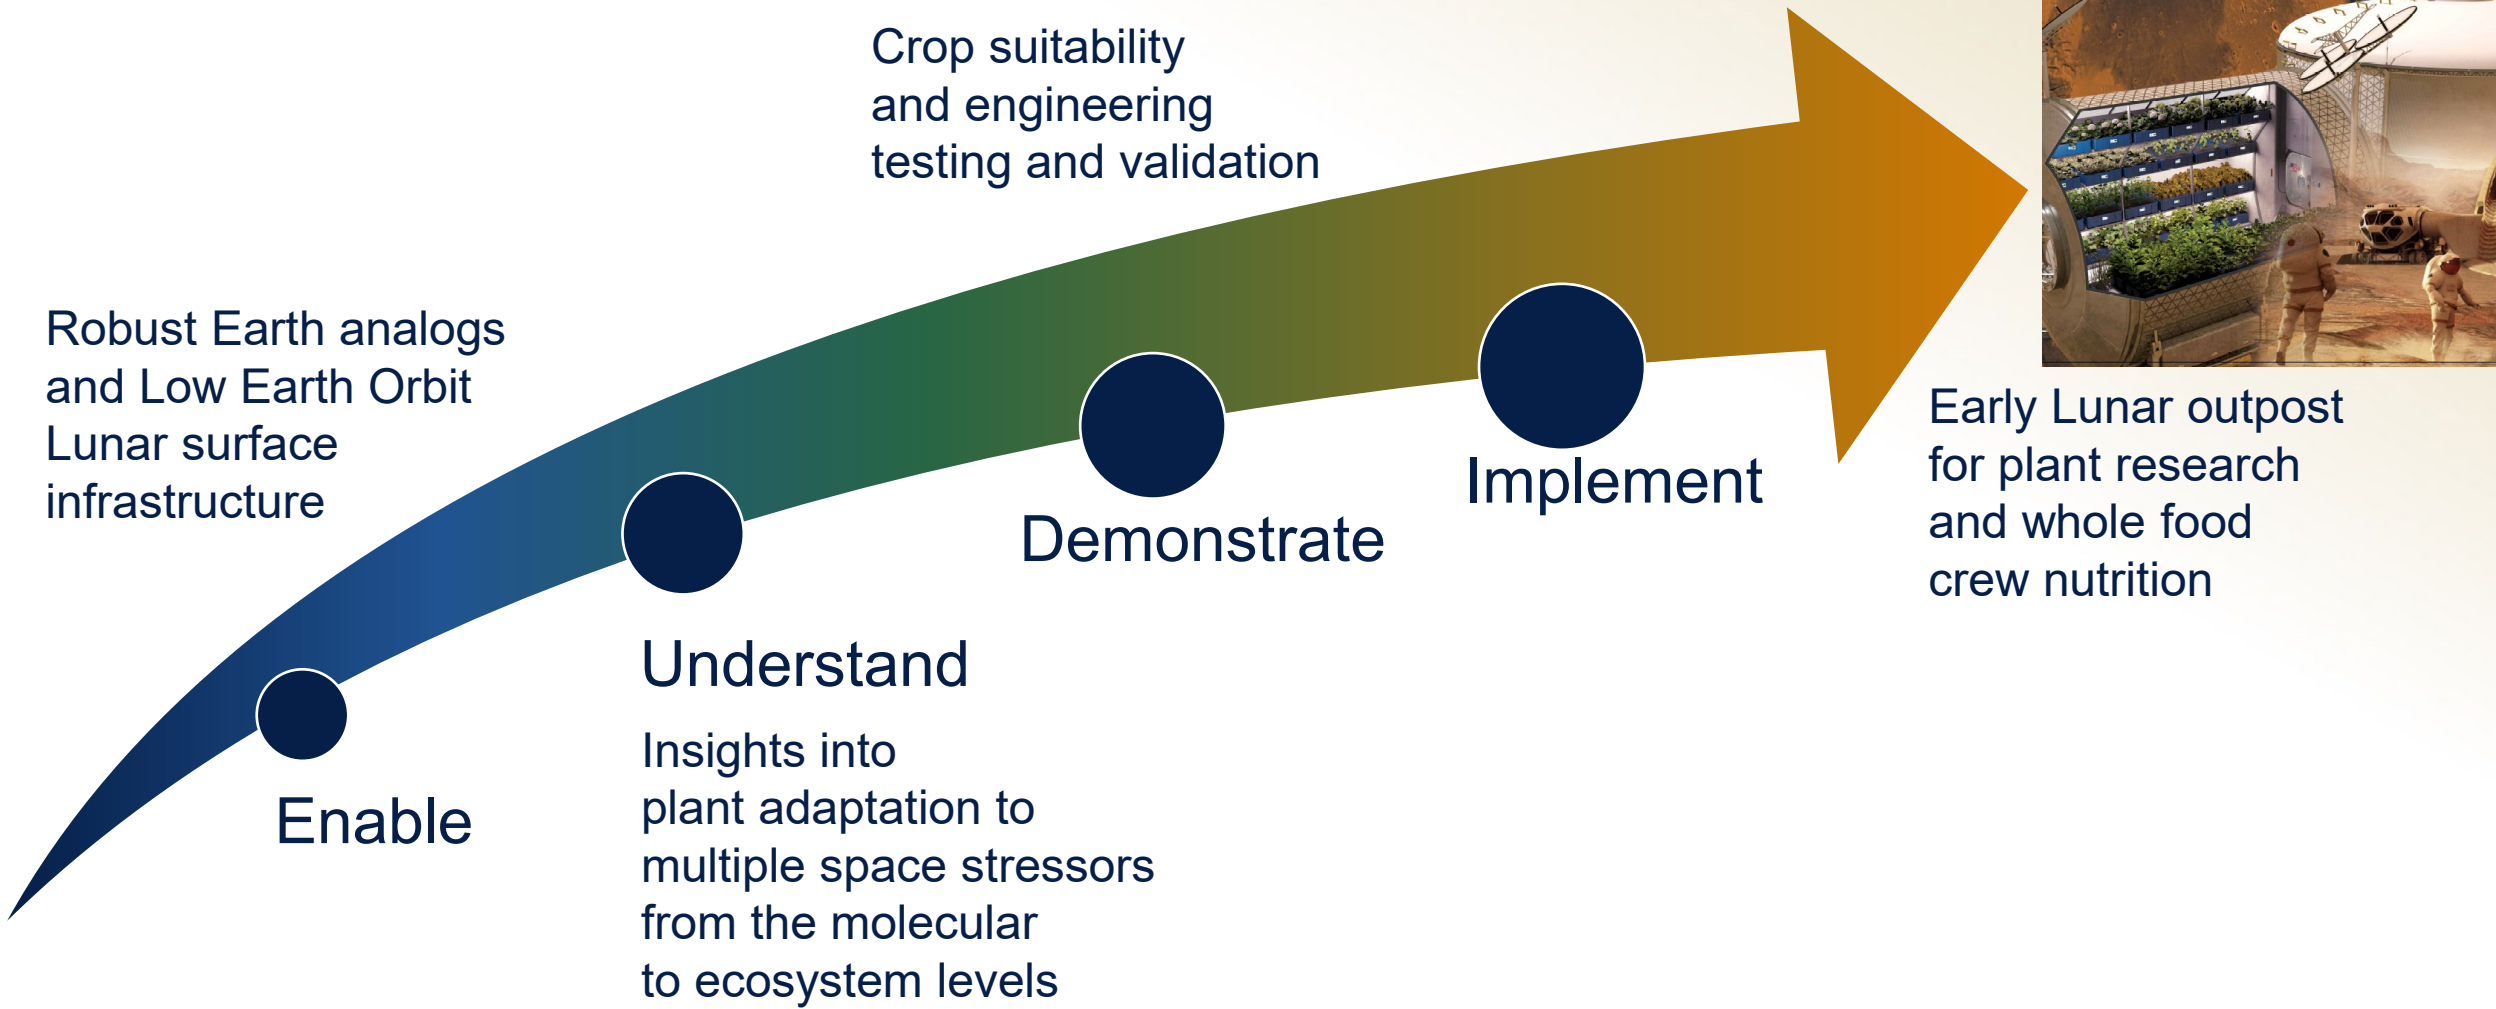 Robust Earth analogs
and Low Earth Orbit
Lunar surface
infrastructure
Enable
Understand
Insights into
plant adaptation to
multiple space stressors
from the molecular
to ecosystem levels
Crop suitability
and engineering
testing and validation
Demonstrate
Implement
Early Lunar outpost
for plant research
and whole food
crew nutrition